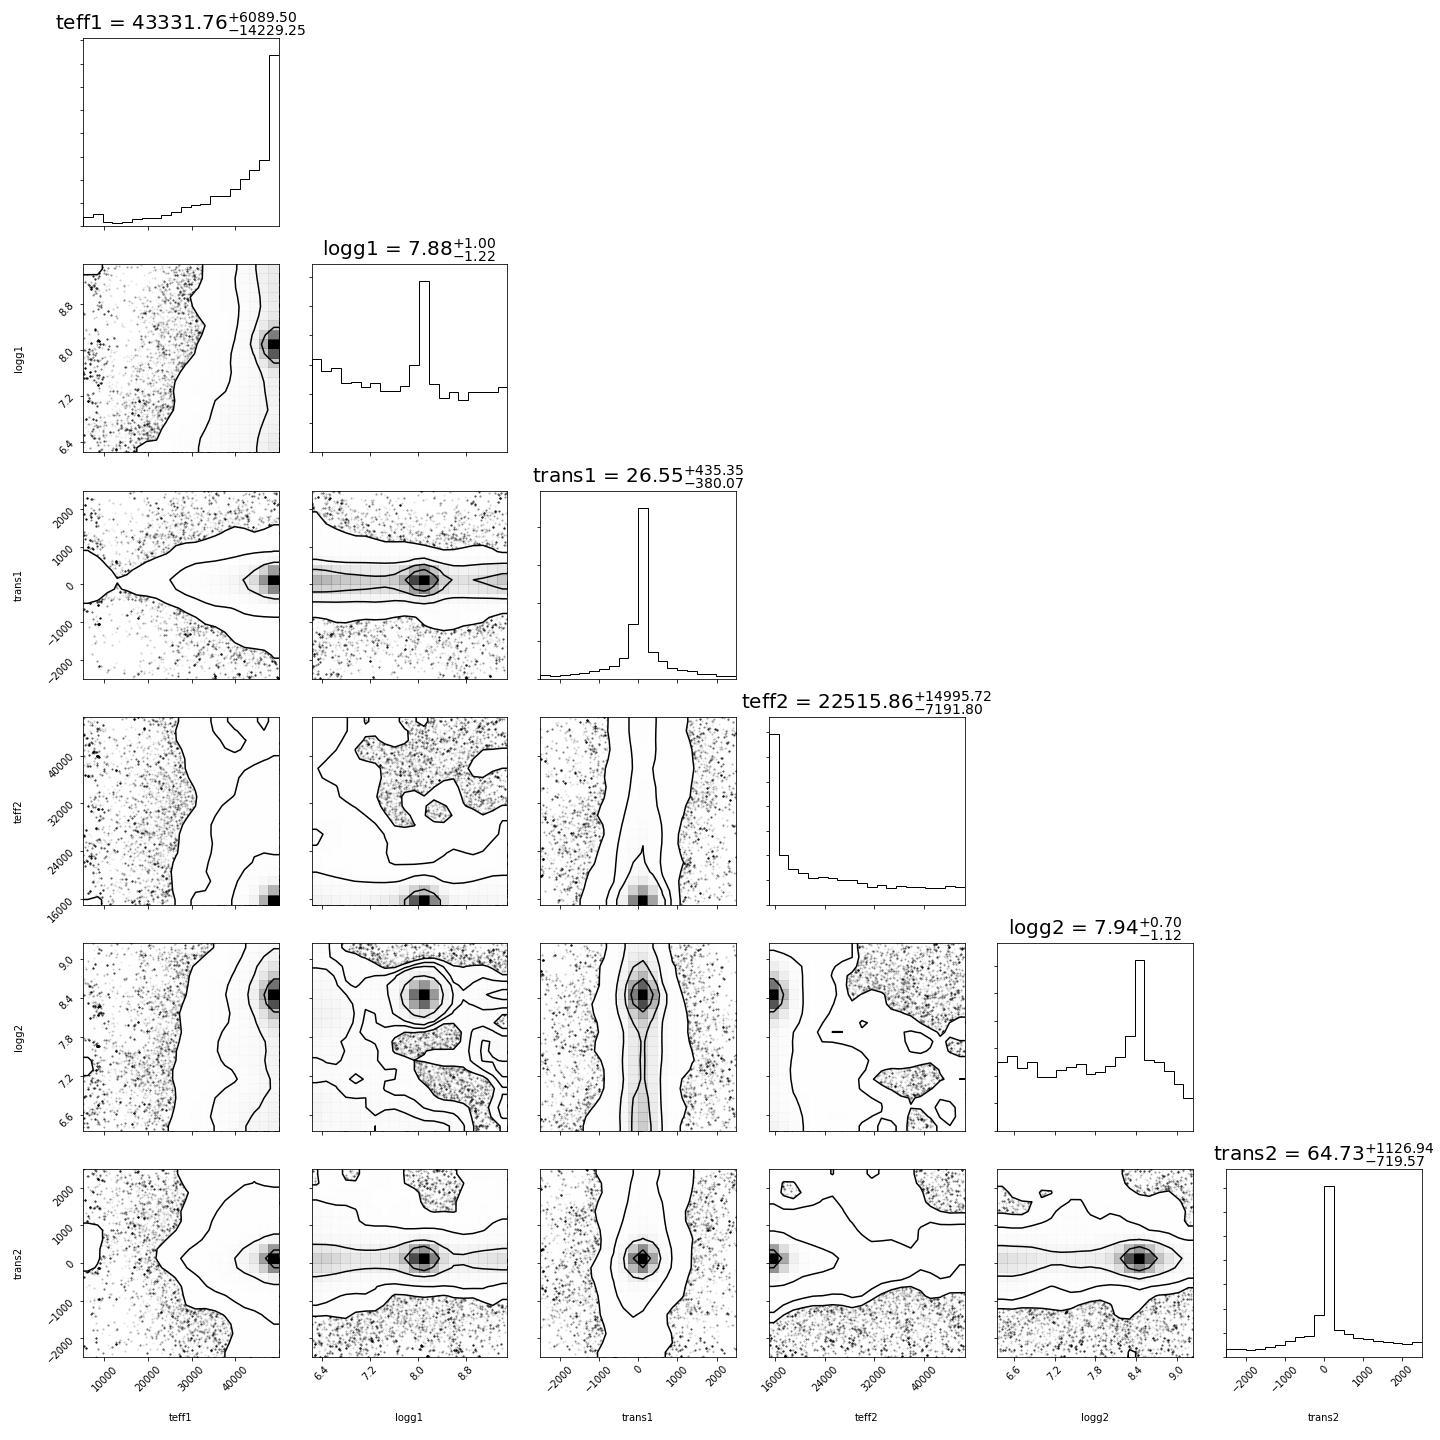 teff1 = 43331.76+6089.50−14229.25
logg1 = 7.88+1.00−1.22
8.8
8.0
7.2
6.4
logg1
trans1 = 26.55+435.35−380.07
2000
1000
0
−1000
−2000
trans1
teff2 = 22515.86+14995.72−7191.80
40000
32000
24000
16000
teff2
logg2 = 7.94+0.70−1.12
9.0
8.4
7.8
7.2
6.6
logg2
trans2 = 64.73+1126.94−719.57
2000
1000
0
−1000
−2000
trans2
10000 20000 30000 40000
6.4 7.2 8.0 8.8
−2000 −1000 0 1000 2000
16000 24000 32000 40000
6.6 7.2 7.8 8.4 9.0
−2000 −1000 0 1000 2000
teff1 logg1 trans1 teff2 logg2 trans2